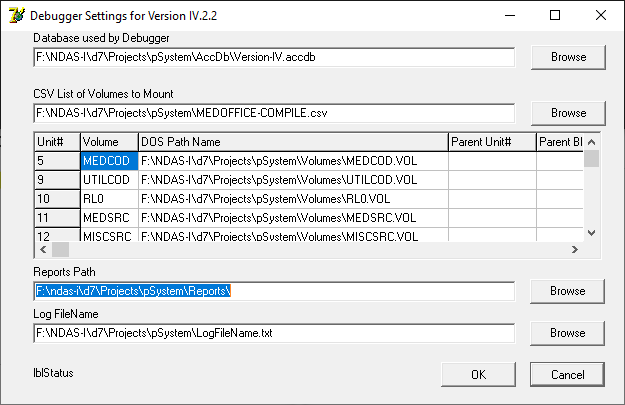 Debugger Settings for Version IV.2.2
Database used by Debugger
F:\NDAS-I\d7\Projects\pSystem\AccDb\Version-IV.accdb
Browse
CSV List of Volumes to Mount
F:\NDAS-I\d7\Projects\pSystem\MEDOFFICE-COMPILE.csv
Browse
Unit# Volume DOS Path Name Parent Unit# Parent Bl
5 MEDCOD F:\NDAS-I\d7\Projects\pSystem\Volumes\MEDCOD.VOL
9 UTILCOD F:\NDAS-I\d7\Projects\pSystem\Volumes\UTILCOD.VOL
10 RL0 F:\NDAS-I\d7\Projects\pSystem\Volumes\RL0.VOL
11 MEDSRC F:\NDAS-I\d7\Projects\pSystem\Volumes\MEDSRC.VOL
12 MISCSRC F:\NDAS-I\d7\Projects\pSystem\Volumes\MISCSRC.VOL
Reports Path
F:\ndas-i\d7\Projects\pSystem\Reports\
Browse
Log FileName
F:\NDAS-I\d7\Projects\pSystem\LogFileName.txt
Browse
lblStatus
OK
Cancel